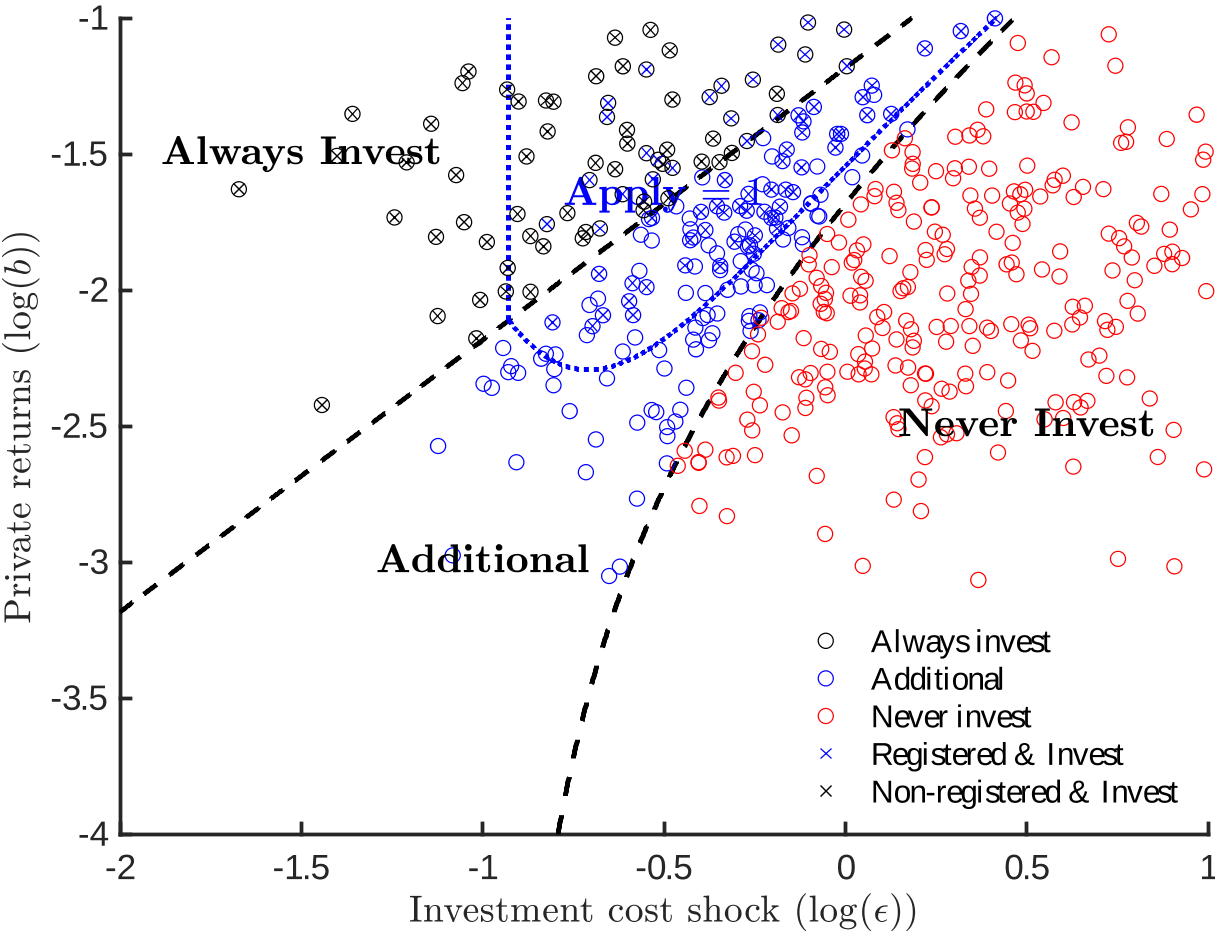 -1
-1.5
-2
-2.5
-3
-3.5
-4
Private returns (log(b))
Always Invest
Apply = 1
Never Invest
Additional
Always invest
Additional
Never invest
Registered & Invest
Non-registered & Invest
-2
-1.5
-1
-0.5
0
0.5
1
Investment cost shock (log(ϵ))